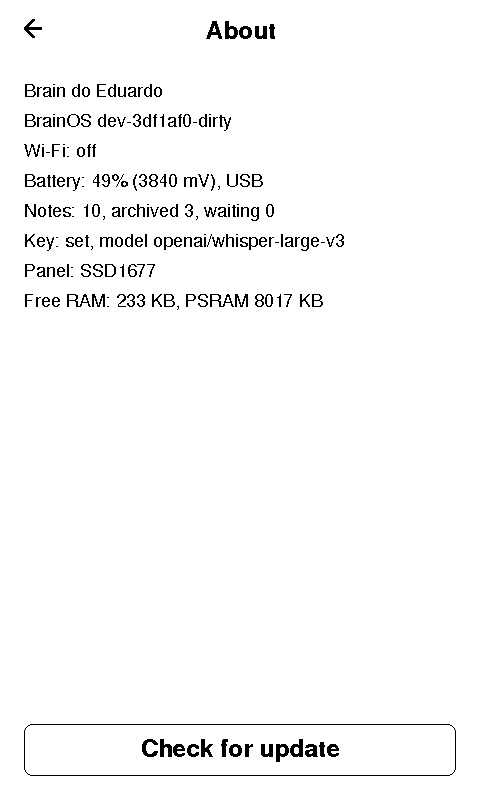 About
Brain do Eduardo
BrainOS dev-3df1af0-dirty
Wi-Fi: off
Battery: 49% (3840 mV), USB
Notes: 10, archived 3, waiting 0
Key: set, model openai/whisper-large-v3
Panel: SSD1677
Free RAM: 233 KB, PSRAM 8017 KB
Check for update